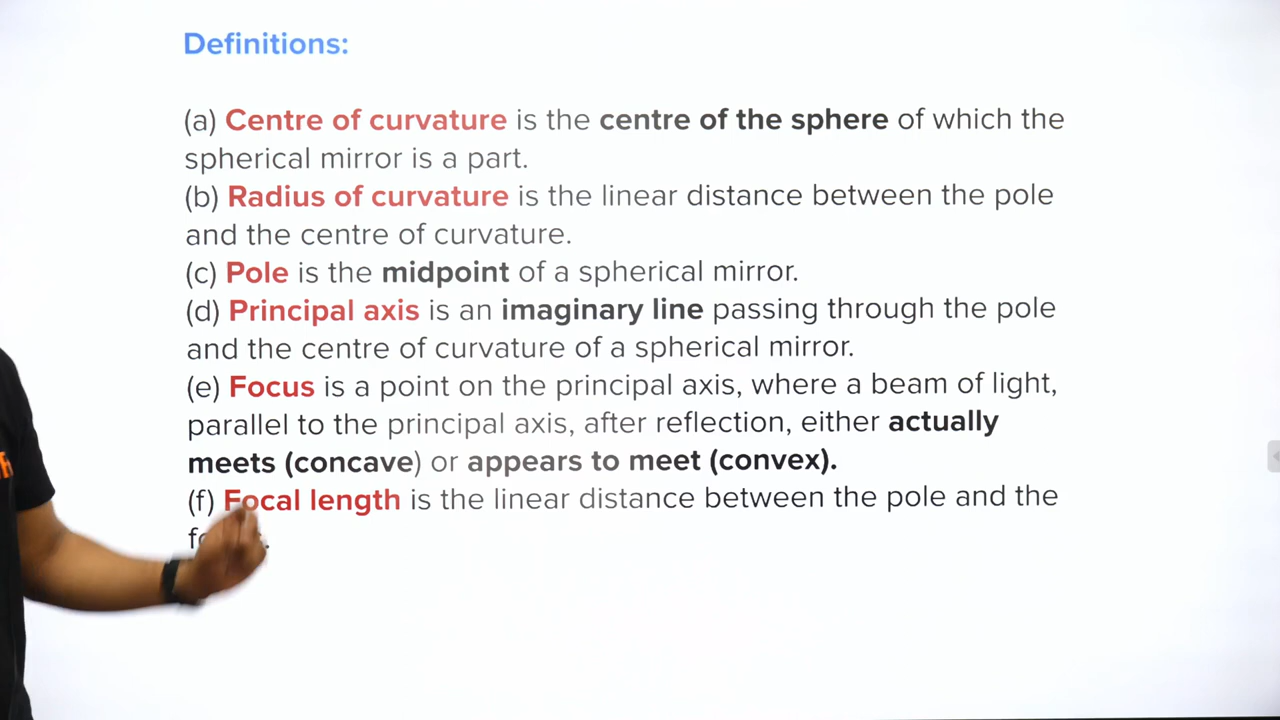 Definitions:
(a) Centre of curvature is the centre of the sphere of which the
spherical mirror is a part.
(b) Radius of curvature is the linear distance between the pole
and the centre of curvature.
(c) Pole is the midpoint of a spherical mirror.
(d) Principal axis is an imaginary line passing through the pole
and the centre of curvature of a spherical mirror.
(e) Focus is a point on the principal axis, where a beam of light,
parallel to the principal axis, after reflection, either actually
meets (concave) or appears to meet (convex).
(f) Focal length is the linear distance between the pole and the